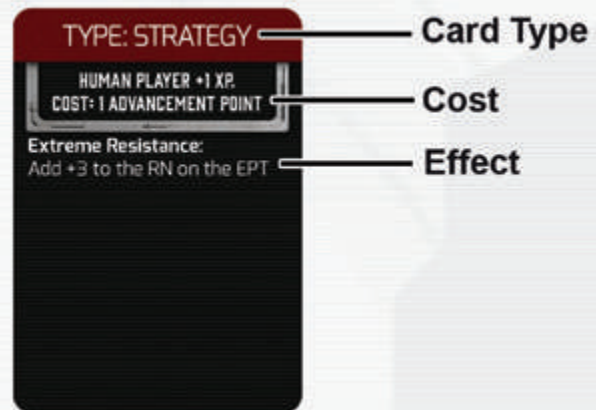 TYPE: STRATEGY
Card Type
HUMAN PLAYER +1 XP.
COST: 1 ADVANCEMENT POINT
Cost
Extreme Resistance:
Add +3 to the RN on the EPT
Effect